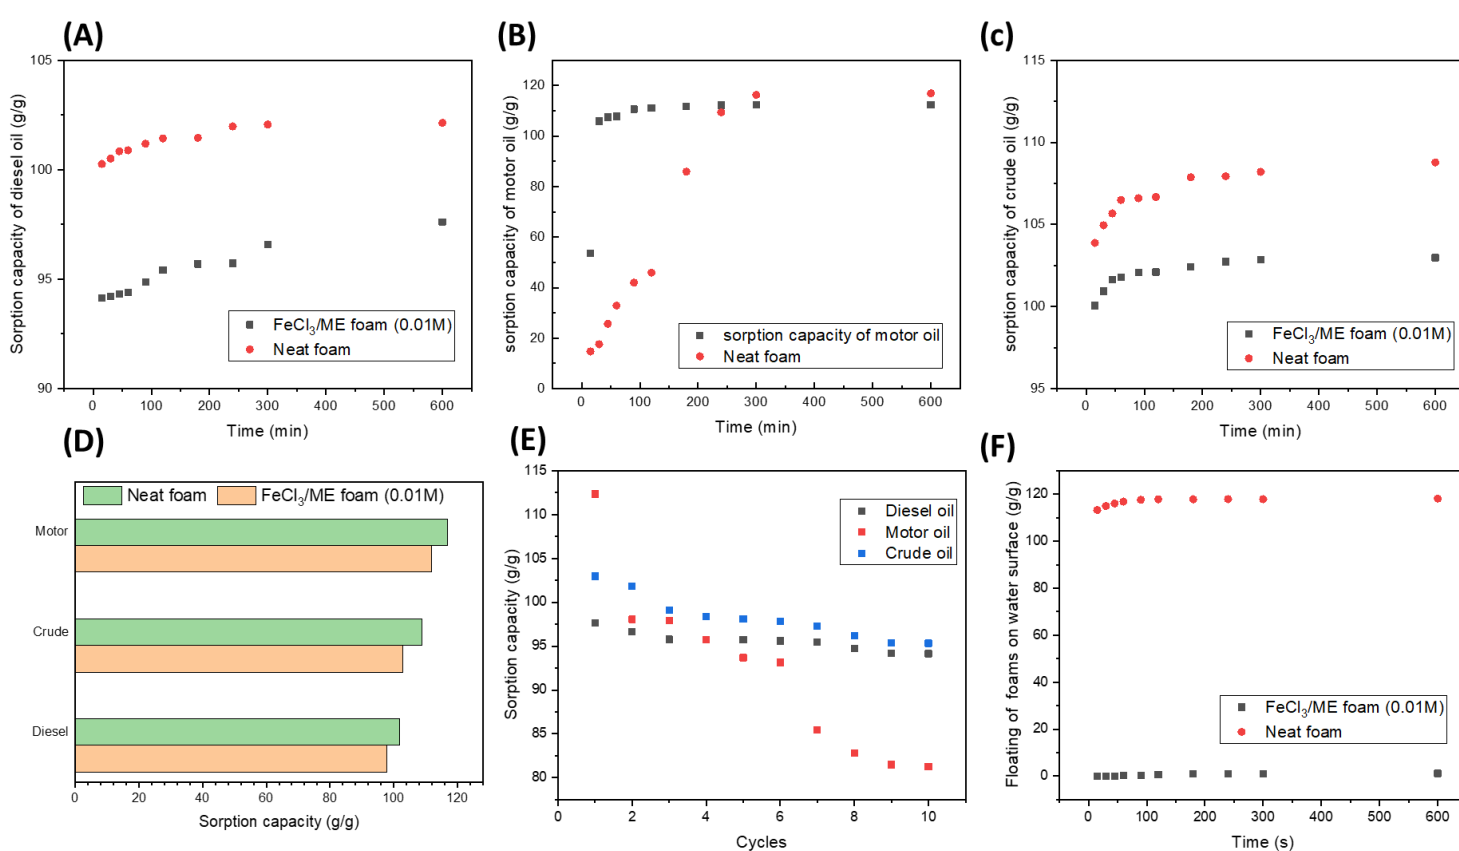 (A)
105
100
95
90
Sorption capacity of diesel oil (g/g)
FeCl3/ME foam (0.01M)
Neat foam
0 100 200 300 400 500 600
Time (min)
(B)
120
100
80
60
40
20
0
sorption capacity of motor oil (g/g)
sorption capacity of motor oil
Neat foam
0 100 200 300 400 500 600
Time (min)
(c)
115
110
105
100
95
sorption capacity of crude oil (g/g)
FeCl3/ME foam (0.01M)
Neat foam
0 100 200 300 400 500 600
Time (min)
(D)
Neat foam FeCl3/ME foam (0.01M)
Motor
Crude
Diesel
0 20 40 60 80 100 120
Sorption capacity (g/g)
(E)
115
110
105
100
95
90
85
80
Sorption capacity (g/g)
Diesel oil
Motor oil
Crude oil
2 4 6 8 10
Cycles
(F)
120
100
80
60
40
20
0
Floating of foams on water surface (g/g)
FeCl3/ME foam (0.01M)
Neat foam
0 100 200 300 400 500 600
Time (s)